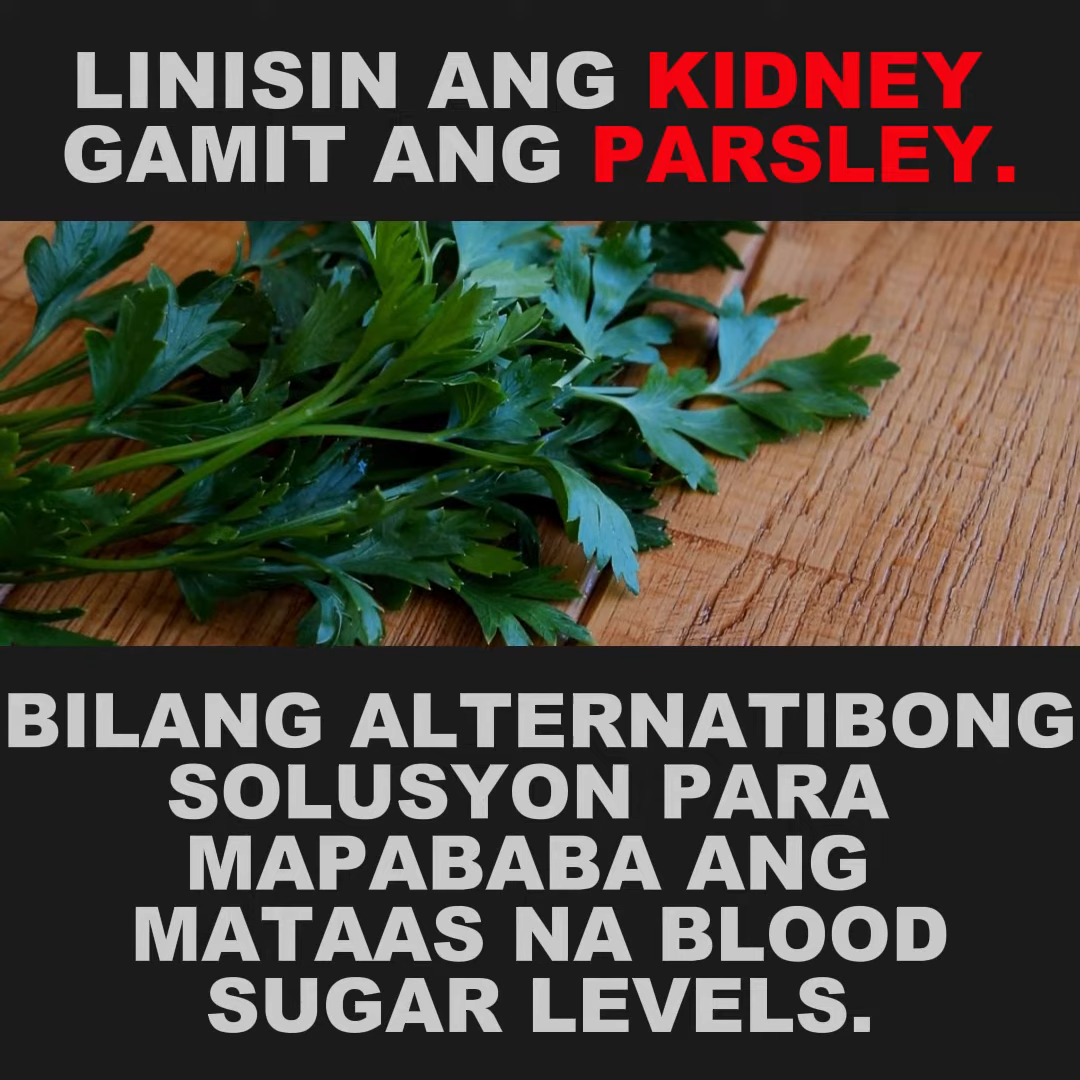 LINISIN ANG KIDNEY
GAMIT ANG PARSLEY.
BILANG ALTERNATIBONG
SOLUSYON PARA
MAPABABA ANG
MATAAS NA BLOOD
SUGAR LEVELS.